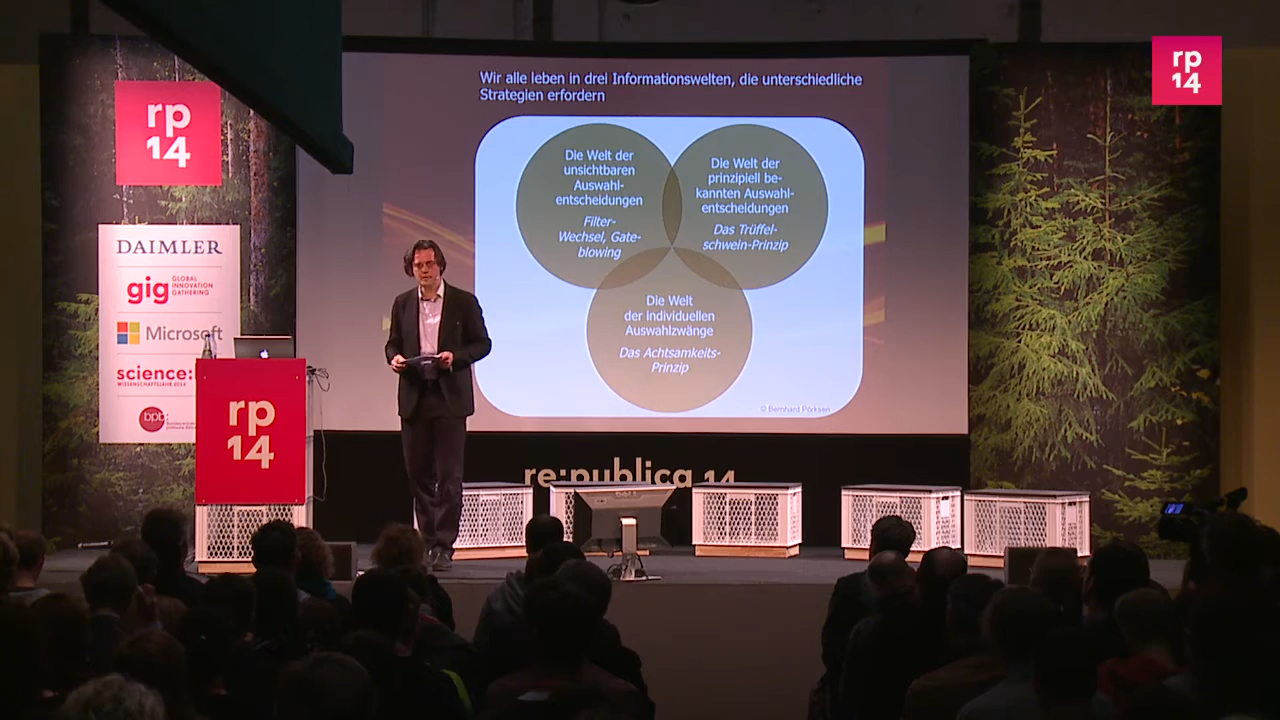 rp
14
Wir alle leben in drei Informationswelten, die unterschiedliche
Strategien erfordern
rp
14
Die Welt der
unsichtbaren
Auswahl-
entscheidungen
Filter-
Wechsel, Gate-
blowing
Die Welt der
prinzipiell be-
kannten Auswahl-
entscheidungen
Das Trüffel-
schwein-Prinzip
Die Welt
der individuellen
Auswahlzwänge
Das Achtsamkeits-
Prinzip
© Bernhard Pörksen
DAIMLER
gig GLOBAL
INNOVATION
GATHERING
Microsoft
science:
WISSENSCHAFTSJAHR 2014
bpb:
rp
14
re:publica 14